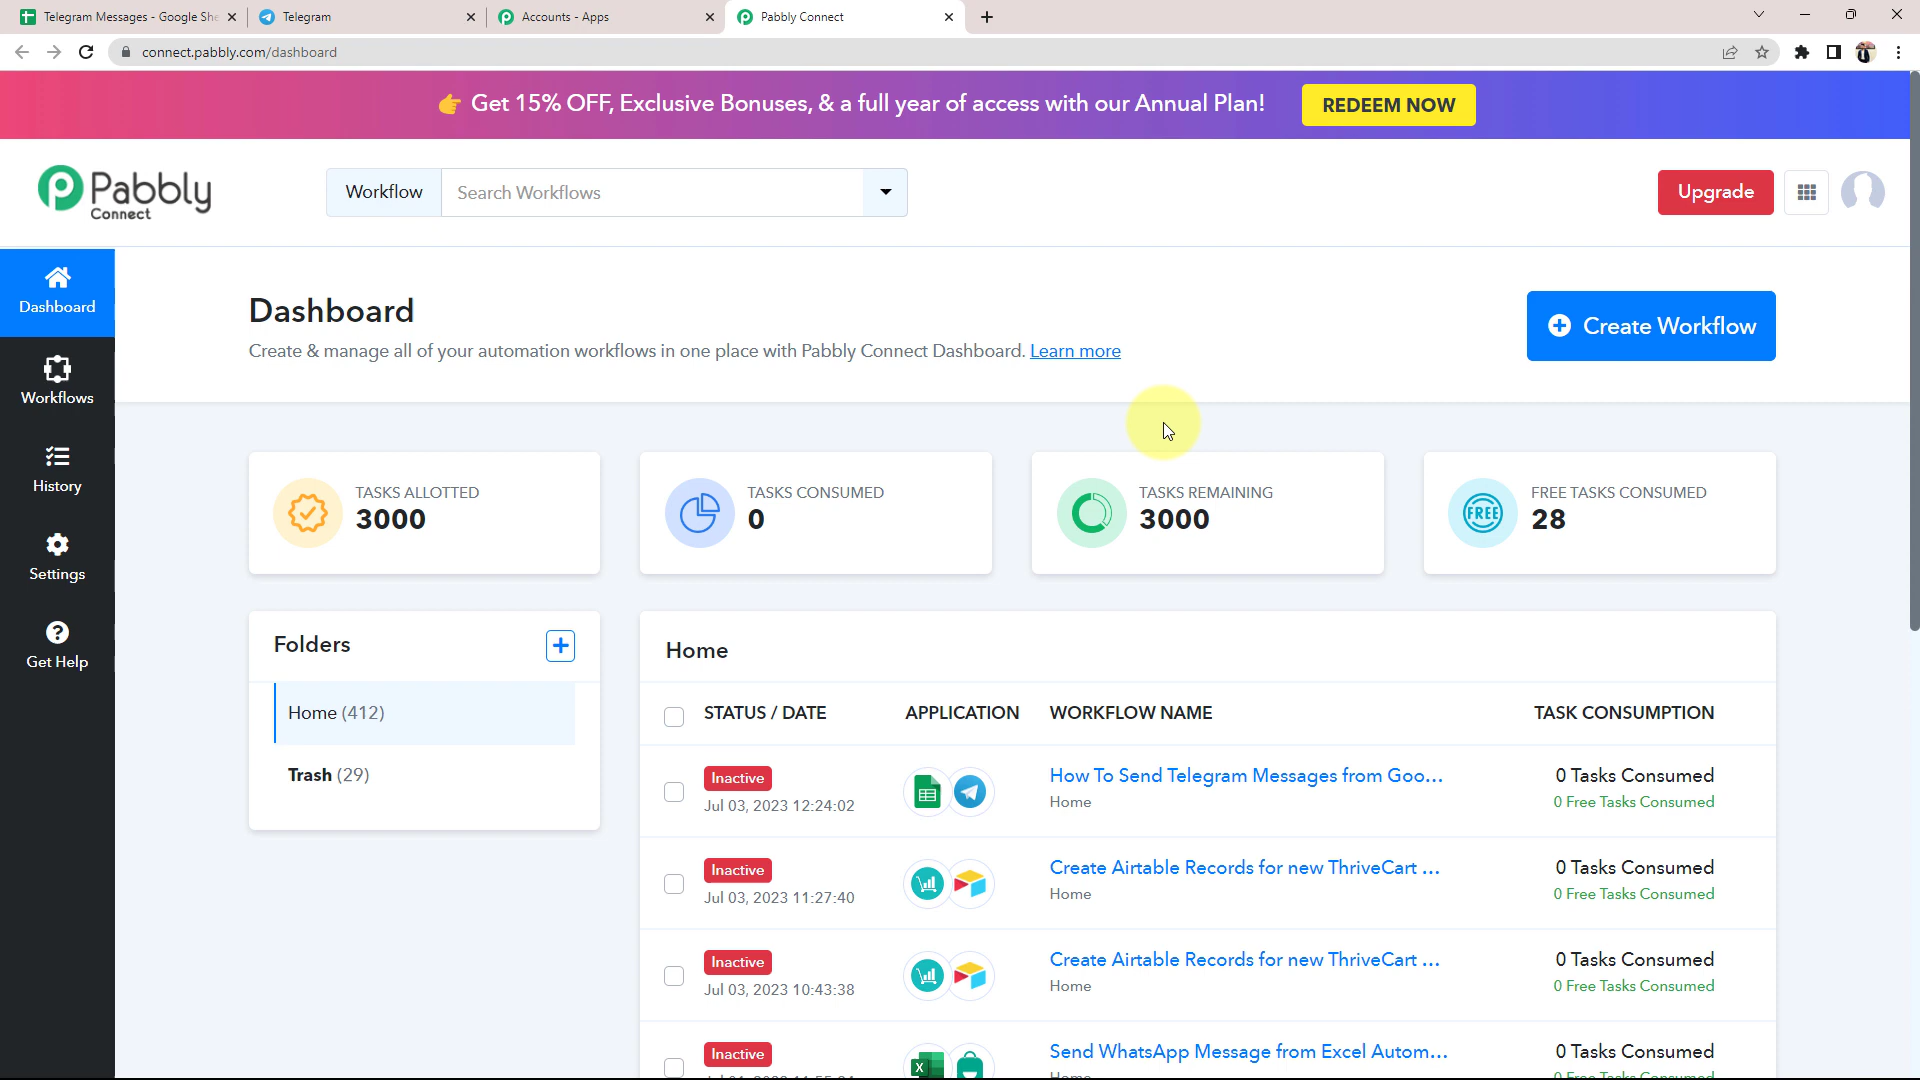 Telegram Messages - Google She
Telegram
Accounts - Apps
Pabbly Connect
connect.pabbly.com/dashboard
👉 Get 15% OFF, Exclusive Bonuses, & a full year of access with our Annual Plan!
REDEEM NOW
Pabbly
Connect
Workflow
Search Workflows
Upgrade
Dashboard
Workflows
History
Settings
Get Help
Dashboard
Create & manage all of your automation workflows in one place with Pabbly Connect Dashboard. Learn more
Create Workflow
TASKS ALLOTTED
3000
TASKS CONSUMED
0
TASKS REMAINING
3000
FREE
FREE TASKS CONSUMED
28
Folders
Home (412)
Trash (29)
Home
STATUS / DATE APPLICATION WORKFLOW NAME TASK CONSUMPTION
Inactive
Jul 03, 2023 12:24:02
How To Send Telegram Messages from Goo...
Home
0 Tasks Consumed
0 Free Tasks Consumed
Inactive
Jul 03, 2023 11:27:40
Create Airtable Records for new ThriveCart ...
Home
0 Tasks Consumed
0 Free Tasks Consumed
Inactive
Jul 03, 2023 10:43:38
Create Airtable Records for new ThriveCart ...
Home
0 Tasks Consumed
0 Free Tasks Consumed
Inactive
Send WhatsApp Message from Excel Autom...
Home
0 Tasks Consumed
0 Free Tasks Consumed